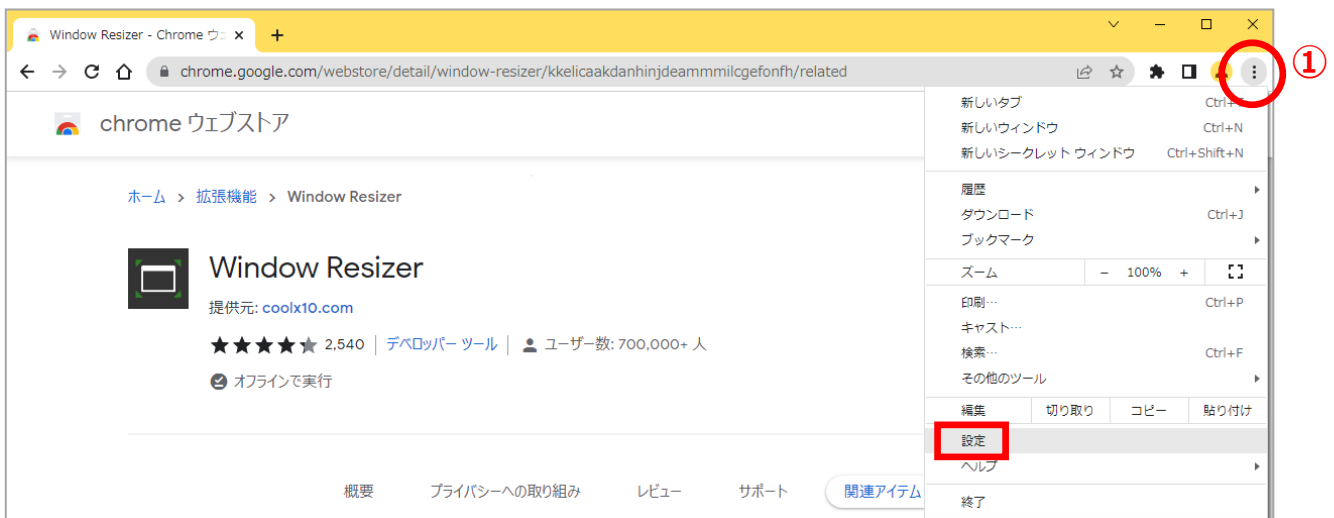 Window Resizer - Chrome ウェ
chrome.google.com/webstore/detail/window-resizer/kkelicaakdanhinjdeammmilcgefonfh/related
①
chrome ウェブストア
ホーム > 拡張機能 > Window Resizer
Window Resizer
提供元: coolx10.com
2,540 | デベロッパー ツール | ユーザー数: 700,000+ 人
オフラインで実行
概要 プライバシーへの取り組み レビュー サポート 関連アイテム
新しいタブ
新しいウィンドウ Ctrl+N
新しいシークレット ウィンドウ Ctrl+Shift+N
履歴
ダウンロード Ctrl+J
ブックマーク
ズーム - 100% +
印刷… Ctrl+P
キャスト…
検索… Ctrl+F
その他のツール
編集 切り取り コピー 貼り付け
設定
ヘルプ
終了